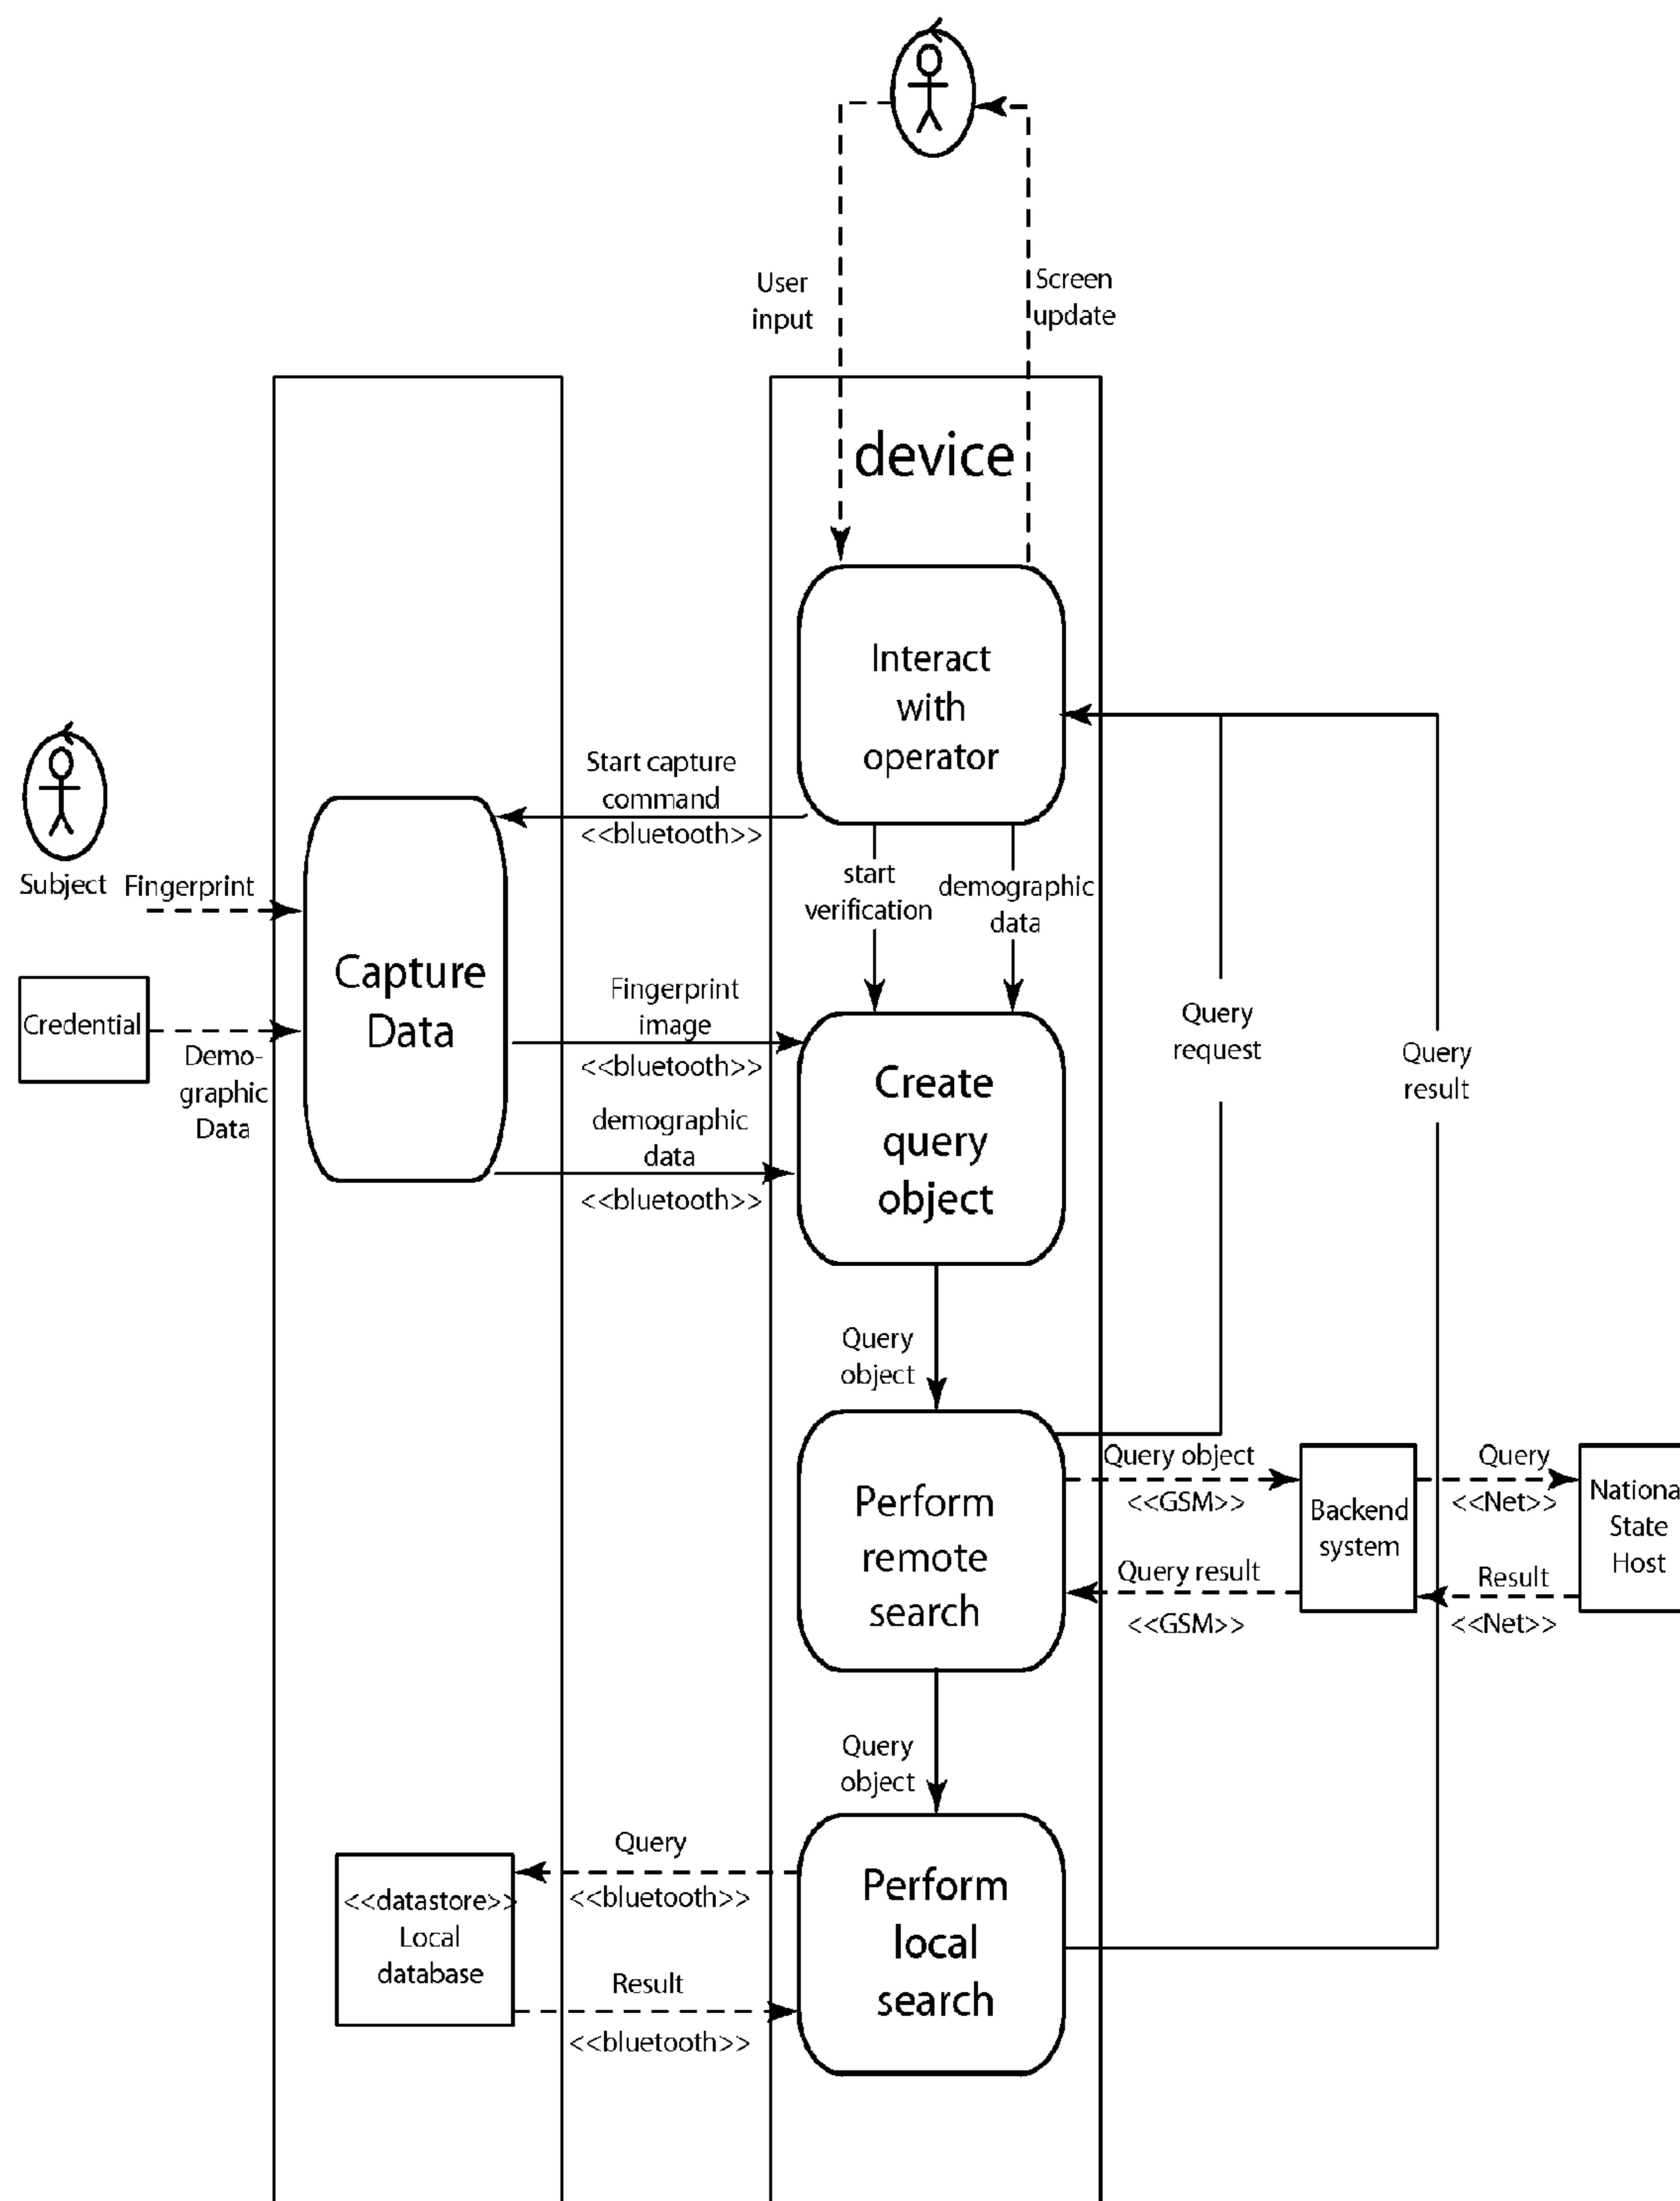 User
input
Screen
update
device
Interact
with
operator
Start capture
command
<<bluetooth>>
Subject
Fingerprint
start
verification
demographic
data
Capture
Data
Credential
Demo-
graphic
Data
Fingerprint
image
<<bluetooth>>
demographic
data
<<bluetooth>>
Create
query
object
Query
request
Query
result
Query
object
Perform
remote
search
Query object
<<GSM>>
Query result
<<GSM>>
Backend
system
Query
<<Net>>
Result
<<Net>>
Nationa
State
Host
Query
object
Query
<<bluetooth>>
<<datastore>>
Local
database
Result
<<bluetooth>>
Perform
local
search